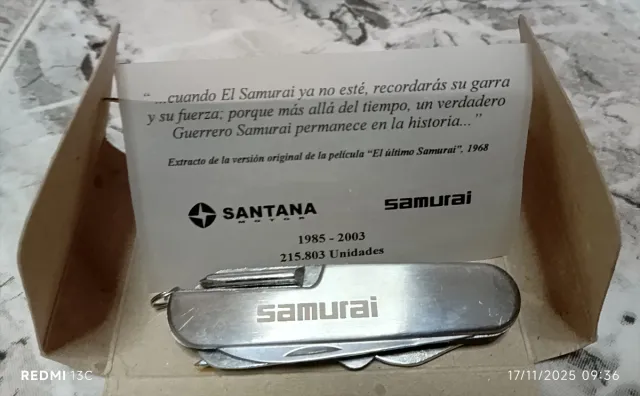 "...cuando El Samurai ya no esté, recordarás su garra
y su fuerza; porque más allá del tiempo, un verdadero
Guerrero Samurai permanece en la historia..."
Extracto de la versión original de la película "El último Samurai", 1968
SANTANA samurai
MOTOR
1985 - 2003
215.803 Unidades
samurai
REDMI 13C 17/11/2025 09:36